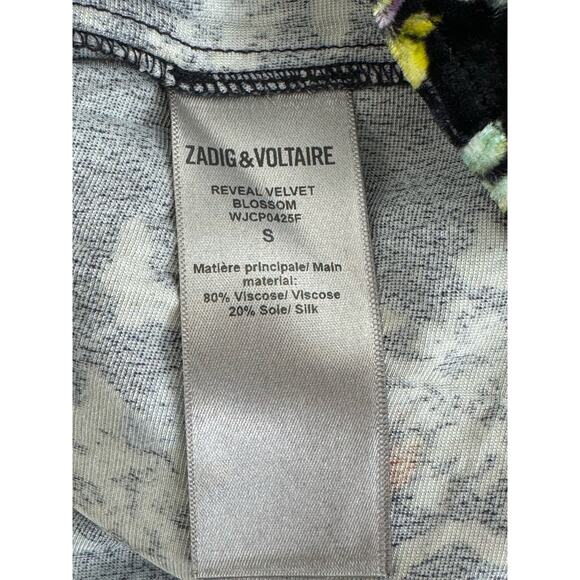 ZADIG&VOLTAIRE
REVEAL VELVET
BLOSSOM
WJCP0425F
S
Matière principale/ Main
material:
80% Viscose/ Viscose
20% Soie/ Silk